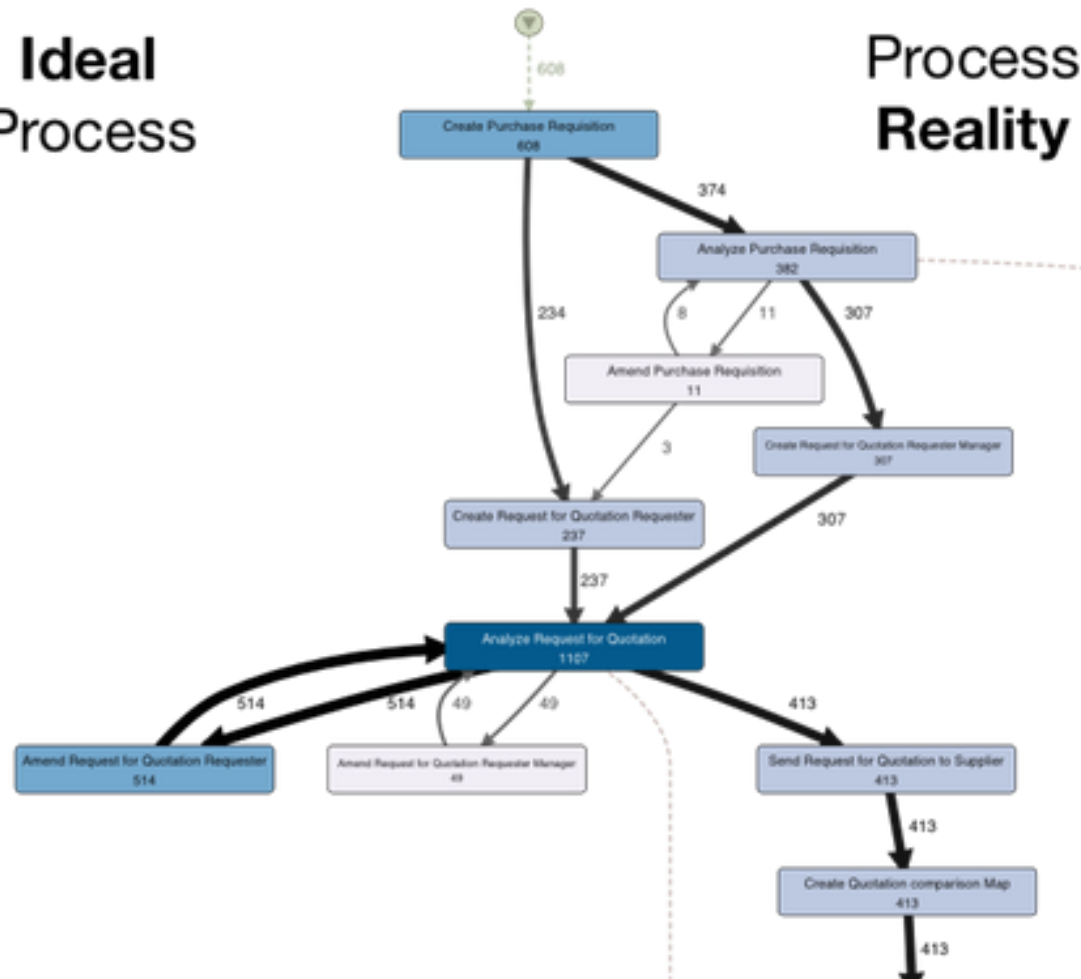 Ideal
Process
Process
Reality
608
Create Purchase Requisition
608
374
Analyze Purchase Requisition
382
234
8
11
307
Amend Purchase Requisition
11
3
Create Request for Quotation Requester Manager
307
Create Request for Quotation Requester
237
307
237
Analyze Request for Quotation
1107
514
514
49
49
413
Amend Request for Quotation Requester
514
Amend Request for Quotation Requester Manager
49
Send Request for Quotation to Supplier
413
413
Create Quotation comparison Map
413
413